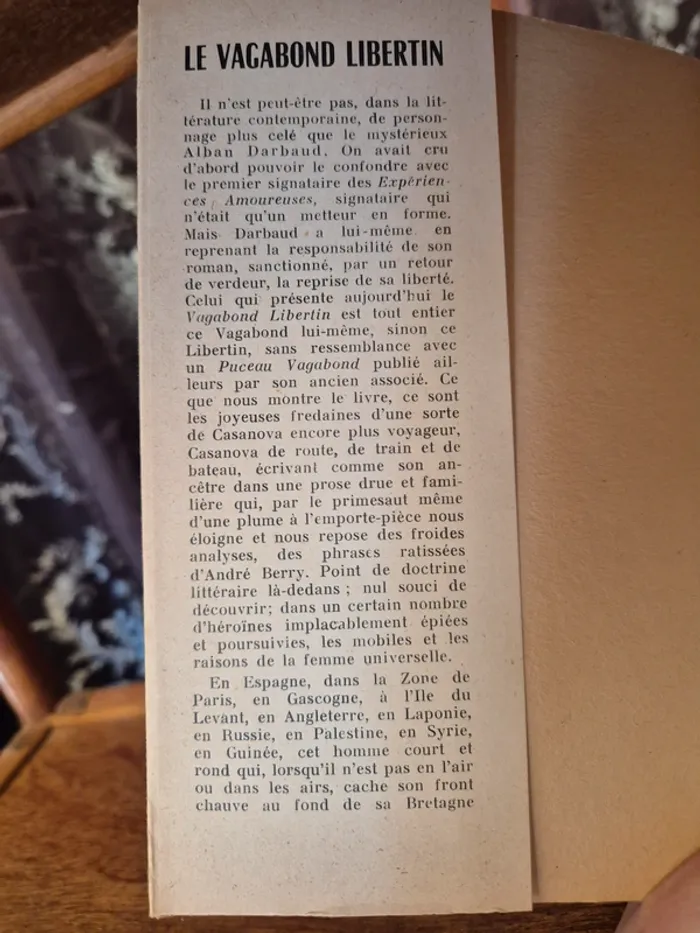 LE VAGABOND LIBERTIN
Il n'est peut-être pas, dans la lit-
térature contemporaine, de person-
nage plus celé que le mystérieux
Alban Darbaud. On avait cru
d'abord pouvoir le confondre avec
le premier signataire des Expérien-
ces Amoureuses, signataire qui
n'était qu'un metteur en forme.
Mais Darbaud a lui-même en
reprenant la responsabilité de son
roman, sanctionné, par un retour
de verdeur, la reprise de sa liberté.
Celui qui présente aujourd'hui le
Vagabond Libertin est tout entier
ce Vagabond lui-même, sinon ce
Libertin, sans ressemblance avec
un Puceau Vagabond publié ail-
leurs par son ancien associé. Ce
que nous montre le livre, ce sont
les joyeuses fredaines d'une sorte
de Casanova encore plus voyageur,
Casanova de route, de train et de
bateau, écrivant comme son an-
cêtre dans une prose drue et fami-
lière qui, par le primesaut même
d'une plume à l'emporte-pièce nous
éloigne et nous repose des froides
analyses, des phrases ratissées
d'André Berry. Point de doctrine
littéraire là-dedans ; nul souci de
découvrir; dans un certain nombre
d'héroïnes implacablement épiées
et poursuivies, les mobiles et les
raisons de la femme universelle.
En Espagne, dans la Zone de
Paris, en Gascogne, à l'Ile du
Levant, en Angleterre, en Laponie,
en Russie, en Palestine, en Syrie,
en Guinée, cet homme court et
rond qui, lorsqu'il n'est pas en l'air
ou dans les airs, cache son front
chauve au fond de sa Bretagne